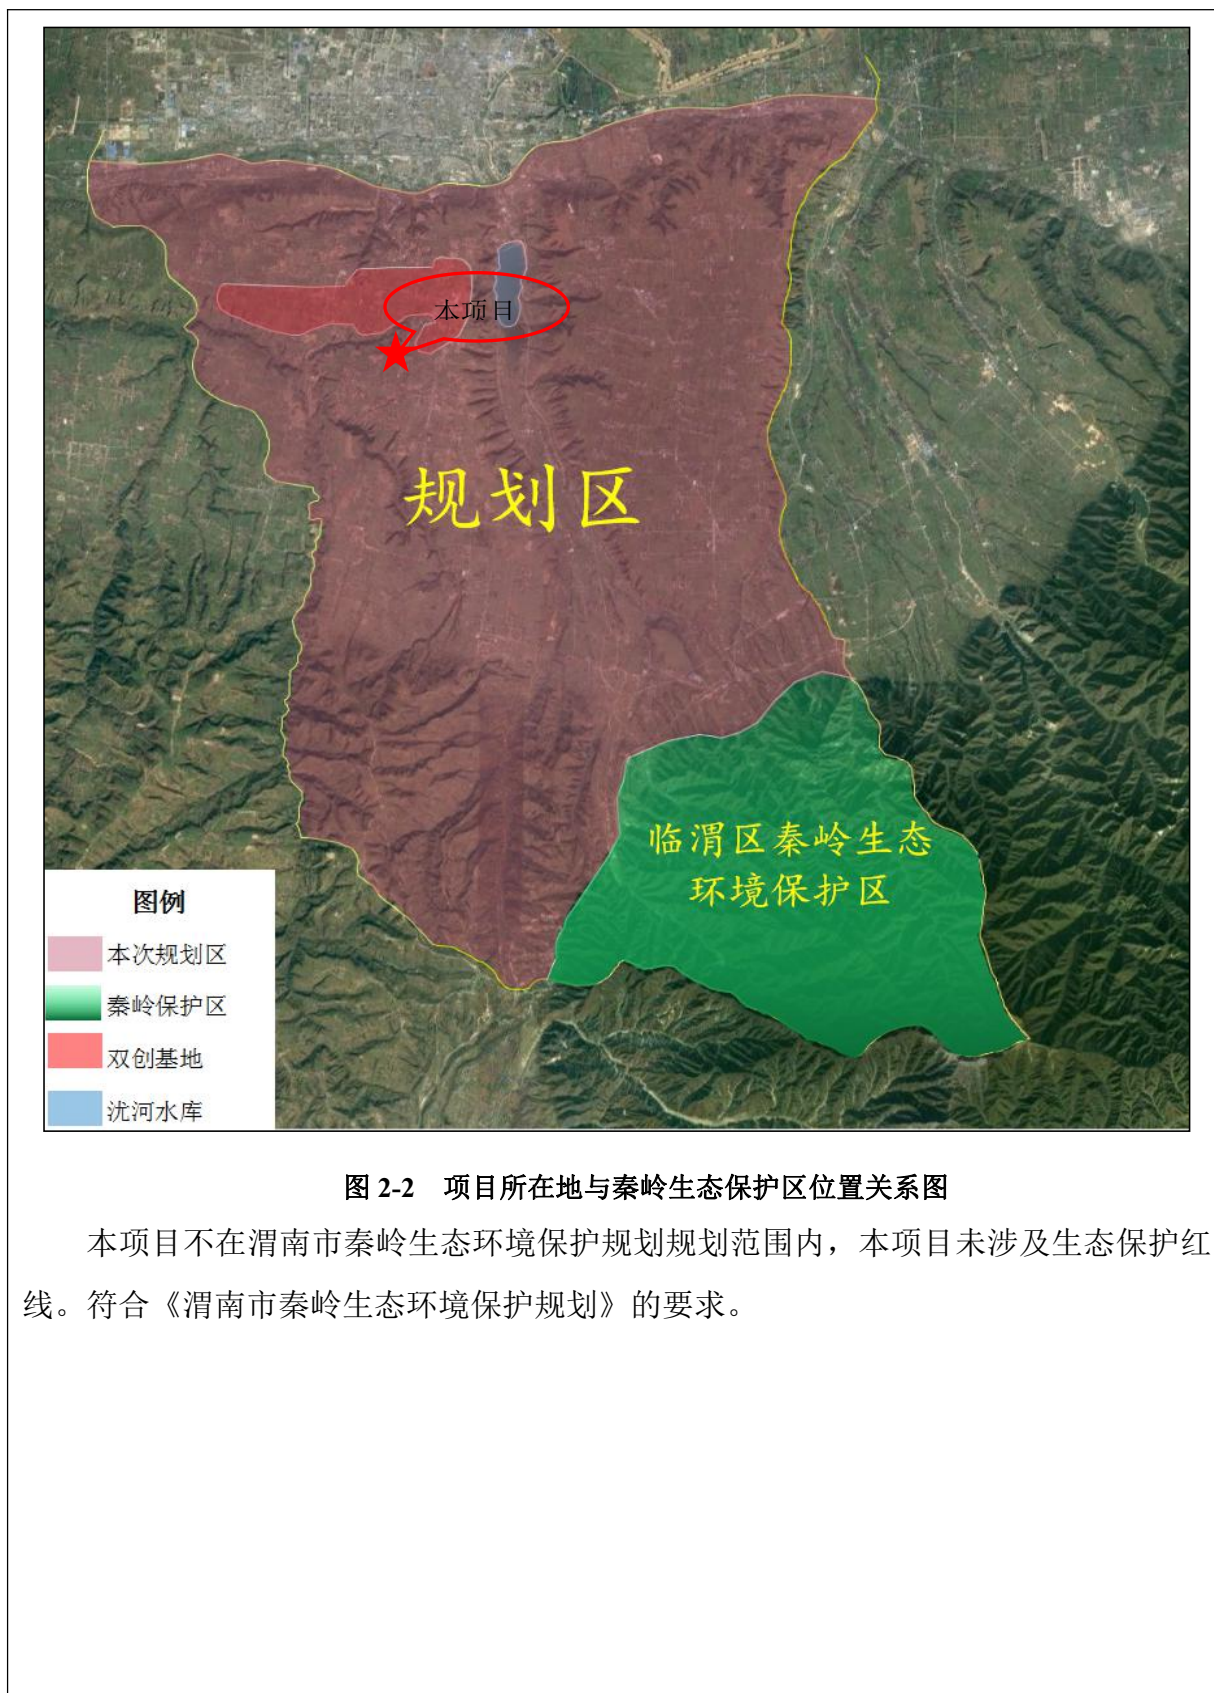 本项目
规划区
临渭区秦岭生态
环境保护区
图例
本次规划区
秦岭保护区
双创基地
沋河水库
图 2-2 项目所在地与秦岭生态保护区位置关系图
本项目不在渭南市秦岭生态环境保护规划规划范围内，本项目未涉及生态保护红
线。符合《渭南市秦岭生态环境保护规划》的要求。